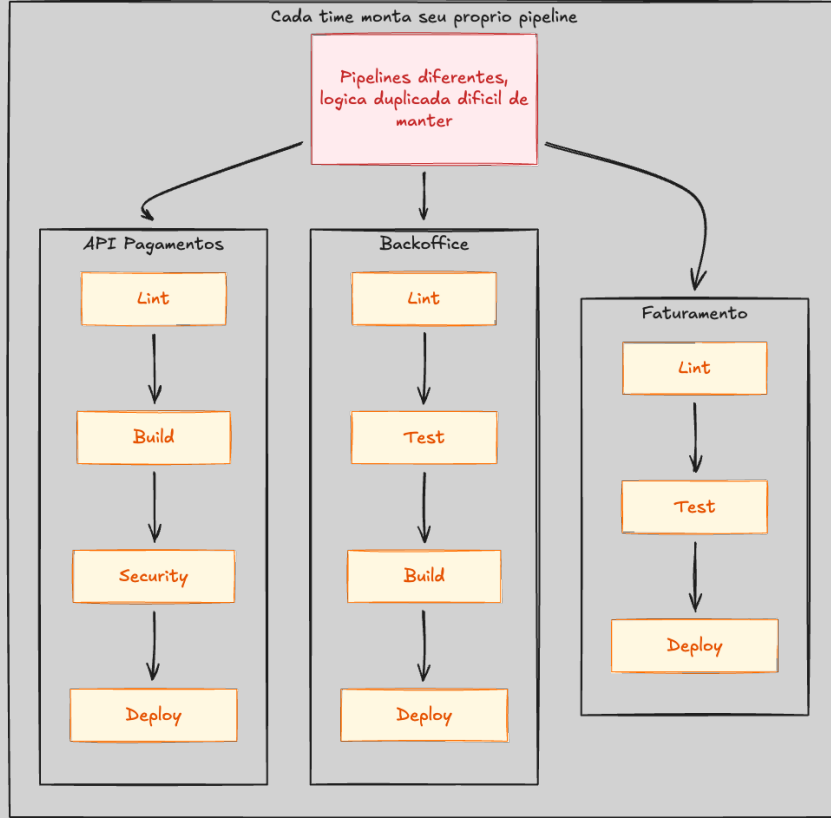 Cada time monta seu proprio pipeline
Pipelines diferentes,
logica duplicada dificil de
manter
API Pagamentos
Lint
Build
Security
Deploy
Backoffice
Lint
Test
Build
Deploy
Faturamento
Lint
Test
Deploy